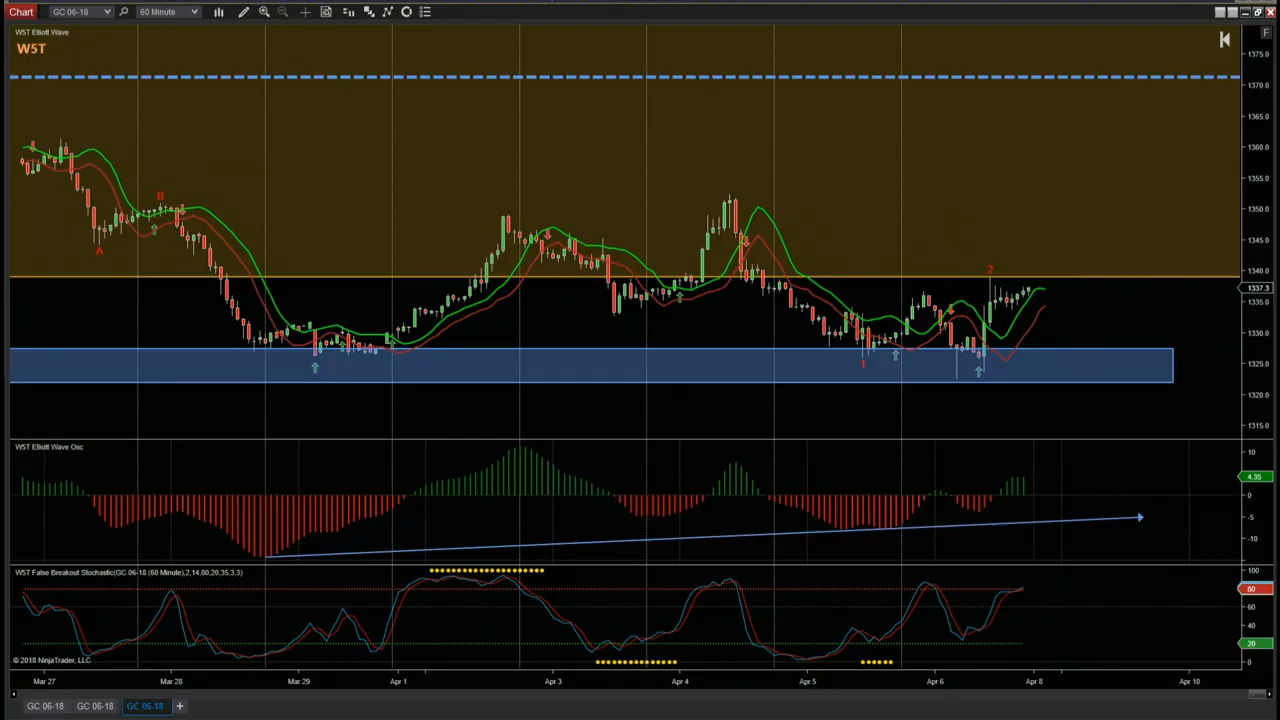 Chart GC 06-18 60 Minute
W5T Elliott Wave
W5T
F
1375.0
1370.0
1365.0
1360.0
1355.0
1350.0
1345.0
1340.0
1337.3
1335.0
1330.0
1325.0
1320.0
1315.0
A
B
1
2
W5T Elliott Wave Osc
10
4.35
0
-5
-10
W5T False Breakout Stochastic(GC 06-18 (60 Minute),2,14,80,20,35,3,3)
100
80
60
40
20
0
© 2018 NinjaTrader, LLC
Mar 27 Mar 28 Mar 29 Apr 1 Apr 3 Apr 4 Apr 5 Apr 6 Apr 8 Apr 10
GC 06-18 GC 06-18 GC 06-18 +